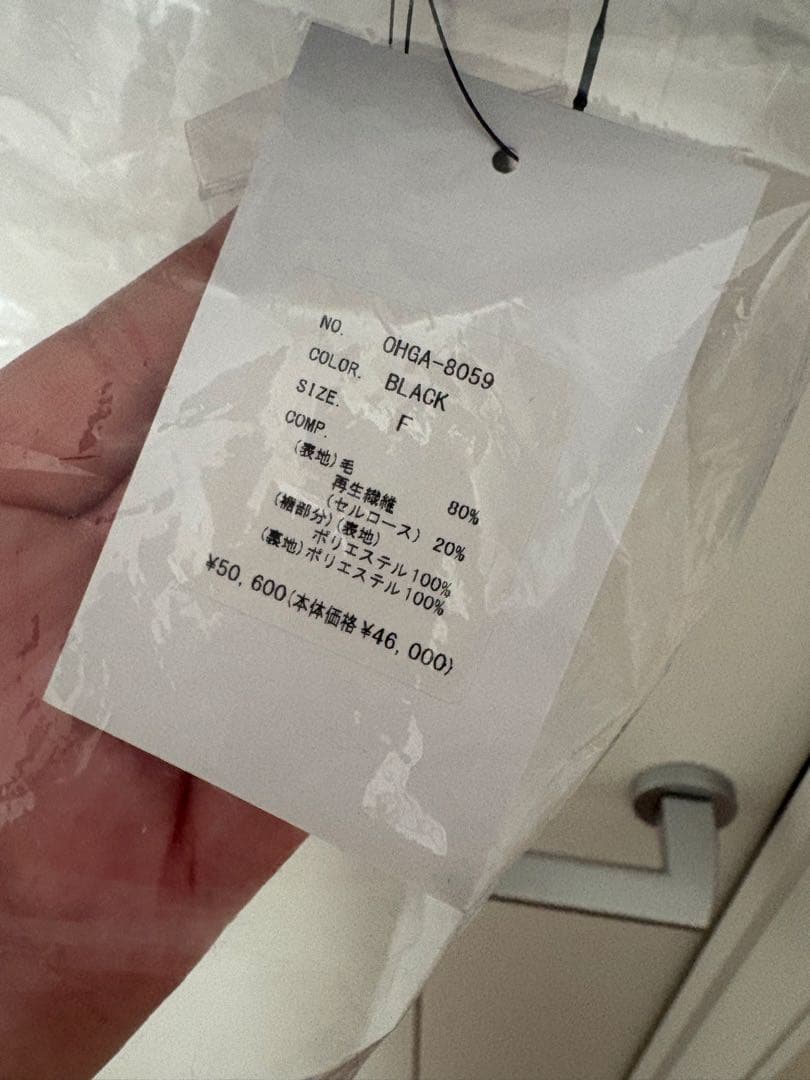 NO. OHGA-8059
COLOR. BLACK
SIZE. F
COMP.
(表地)毛 80%
再生繊維
(セルロース) 20%
(裾部分)(表地)
ポリエステル100%
(裏地)ポリエステル100%
¥50,600(本体価格¥46,000)